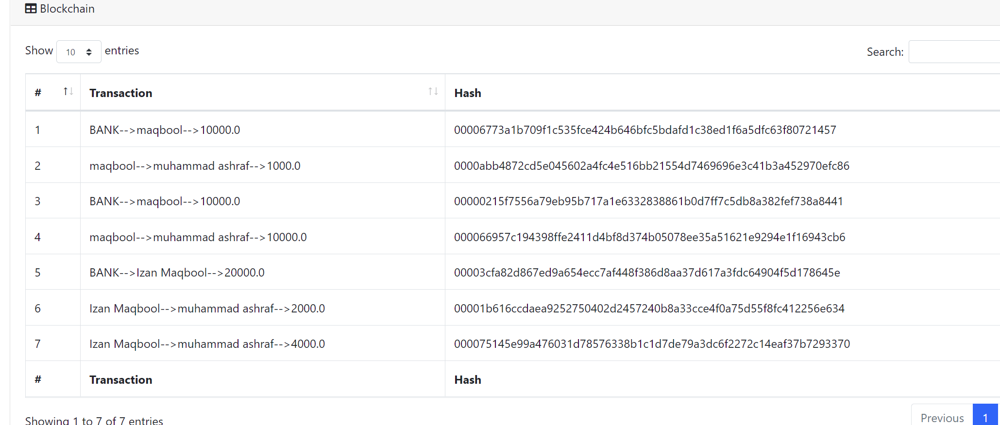 Blockchain
Show 10 entries
Search:
# Transaction Hash
1 BANK-->maqbool-->10000.0 00006773a1b709f1c535fce424b646bfc5bdafd1c38ed1f6a5dfc63f80721457
2 maqbool-->muhammad ashraf-->1000.0 0000abb4872cd5e045602a4fc4e516bb21554d7469696e3c41b3a452970efc86
3 BANK-->maqbool-->10000.0 00000215f7556a79eb95b717a1e6332838861b0d7ff7c5db8a382fef738a8441
4 maqbool-->muhammad ashraf-->10000.0 000066957c194398ffe2411d4bf8d374b05078ee35a51621e9294e1f16943cb6
5 BANK-->Izan Maqbool-->20000.0 00003cfa82d867ed9a654ecc7af448f386d8aa37d617a3fdc64904f5d178645e
6 Izan Maqbool-->muhammad ashraf-->2000.0 00001b616ccdaea9252750402d2457240b8a33cce4f0a75d55f8fc412256e634
7 Izan Maqbool-->muhammad ashraf-->4000.0 000075145e99a476031d78576338b1c1d7de79a3dc6f2272c14eaf37b7293370
# Transaction Hash
Showing 1 to 7 of 7 entries
Previous 1